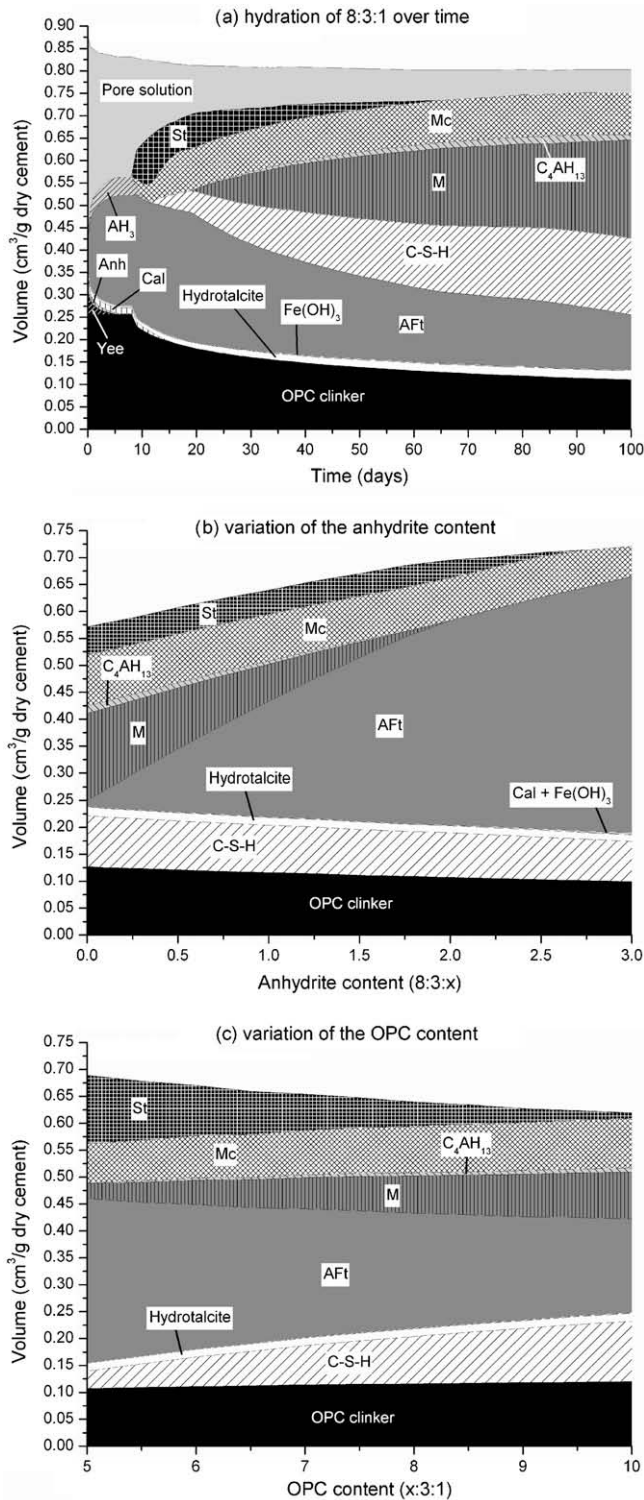 (a) hydration of 8:3:1 over time
Volume (cm³/g dry cement)
0.90
0.85
0.80
0.75
0.70
0.65
0.60
0.55
0.50
0.45
0.40
0.35
0.30
0.25
0.20
0.15
0.10
0.05
0.00
Pore solution
St
Mc
C₄AH₁₃
M
AH₃
C-S-H
Anh
Cal
Hydrotalcite
Fe(OH)₃
AFt
Yee
OPC clinker
0 10 20 30 40 50 60 70 80 90 100
Time (days)
(b) variation of the anhydrite content
Volume (cm³/g dry cement)
0.75
0.70
0.65
0.60
0.55
0.50
0.45
0.40
0.35
0.30
0.25
0.20
0.15
0.10
0.05
0.00
St
Mc
C₄AH₁₃
M
AFt
Hydrotalcite
Cal + Fe(OH)₃
C-S-H
OPC clinker
0.0 0.5 1.0 1.5 2.0 2.5 3.0
Anhydrite content (8:3:x)
(c) variation of the OPC content
Volume (cm³/g dry cement)
0.75
0.70
0.65
0.60
0.55
0.50
0.45
0.40
0.35
0.30
0.25
0.20
0.15
0.10
0.05
0.00
St
C₄AH₁₃
Mc
M
AFt
Hydrotalcite
C-S-H
OPC clinker
5 6 7 8 9 10
OPC content (x:3:1)